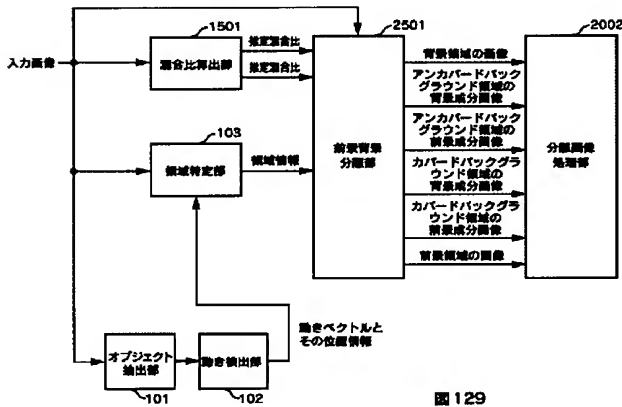 1501
2501
2002
入力画像
混合比算出部
推定混合比
推定混合比
103
領域特定部
領域情報
前景背景
分離部
背景領域の画像
アンカバードバック
グラウンド領域の
背景成分画像
アンカバードバック
グラウンド領域の
前景成分画像
カバードバックグラ
ウンド領域の
背景成分画像
カバードバックグラ
ウンド領域の
前景成分画像
前景領域の画像
分離画像
処理部
動きベクトルと
その位置情報
オブジェクト
抽出部
動き検出部
101
102
図129